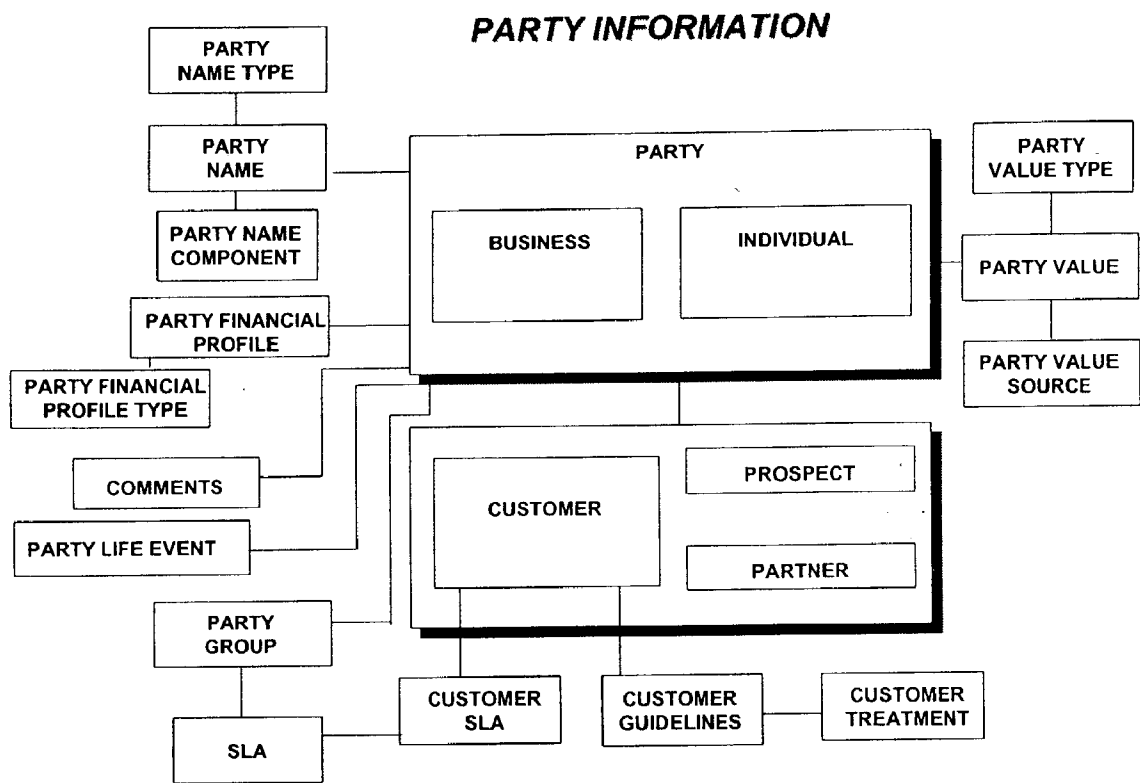 PARTY INFORMATION
PARTY
NAME TYPE
PARTY
NAME
PARTY NAME
COMPONENT
PARTY FINANCIAL
PROFILE
PARTY FINANCIAL
PROFILE TYPE
COMMENTS
PARTY LIFE EVENT
PARTY
GROUP
SLA
PARTY
BUSINESS
INDIVIDUAL
CUSTOMER
PROSPECT
PARTNER
CUSTOMER
SLA
CUSTOMER
GUIDELINES
CUSTOMER
TREATMENT
PARTY
VALUE TYPE
PARTY VALUE
PARTY VALUE
SOURCE